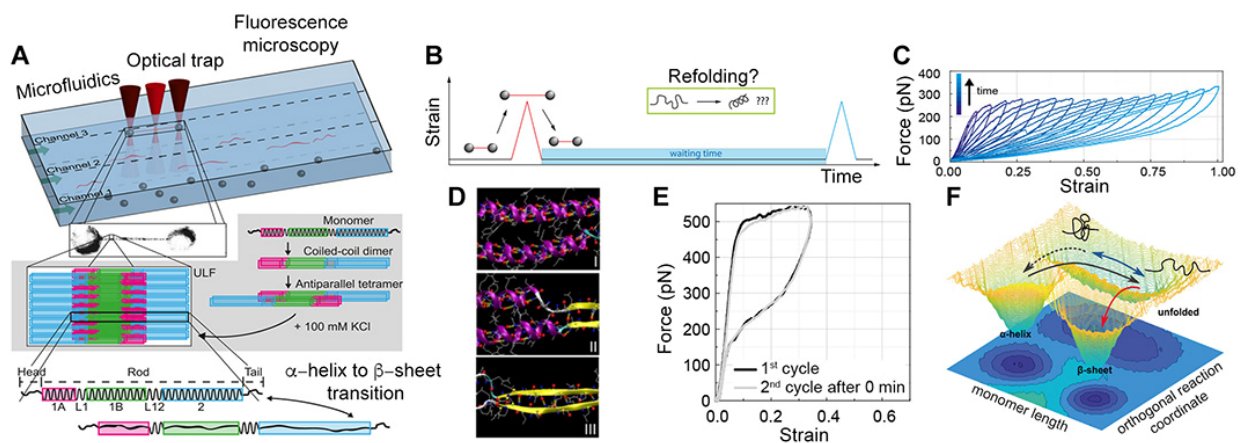 A
Microfluidics
Optical trap
Fluorescence
microscopy
Channel 3
Channel 2
Channel 1
ULF
Monomer
Coiled-coil dimer
Antiparallel tetramer
+ 100 mM KCl
Head
Rod
Tail
1A
L1
1B
L12
2
α-helix to β-sheet
transition
B
Strain
Refolding?
???
waiting time
Time
C
Force (pN)
400
300
200
100
0
time
0.00
0.25
0.50
0.75
1.00
Strain
D
I
II
III
E
Force (pN)
500
400
300
200
100
0
1st cycle
2nd cycle after 0 min
0.0
0.2
0.4
0.6
Strain
F
unfolded
α-helix
β-sheet
monomer length
orthogonal reaction
coordinate